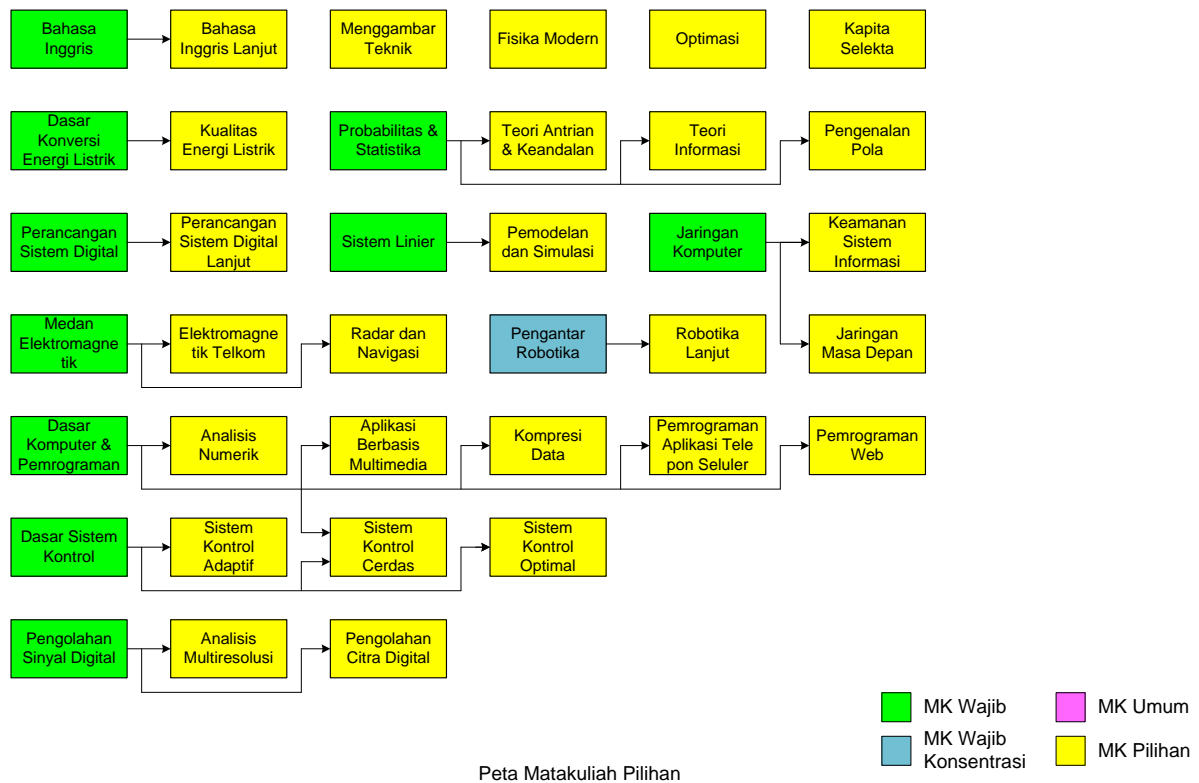 Bahasa
Inggris
Bahasa
Inggris Lanjut
Menggambar
Teknik
Fisika Modern
Optimasi
Kapita
Selekta
Dasar
Konversi
Energi Listrik
Kualitas
Energi Listrik
Probabilitas &
Statistika
Teori Antrian
& Keandalan
Teori
Informasi
Pengenalan
Pola
Perancangan
Sistem Digital
Perancangan
Sistem Digital
Lanjut
Sistem Linier
Pemodelan
dan Simulasi
Jaringan
Komputer
Keamanan
Sistem
Informasi
Medan
Elektromagne
tik
Elektromagne
tik Telkom
Radar dan
Navigasi
Pengantar
Robotika
Robotika
Lanjut
Jaringan
Masa Depan
Dasar
Komputer &
Pemrograman
Analisis
Numerik
Aplikasi
Berbasis
Multimedia
Kompresi
Data
Pemrograman
Aplikasi Tele
pon Seluler
Pemrograman
Web
Dasar Sistem
Kontrol
Sistem
Kontrol
Adaptif
Sistem
Kontrol
Cerdas
Sistem
Kontrol
Optimal
Pengolahan
Sinyal Digital
Analisis
Multiresolusi
Pengolahan
Citra Digital
MK Wajib
MK Umum
MK Wajib
Konsentrasi
MK Pilihan
Peta Matakuliah Pilihan